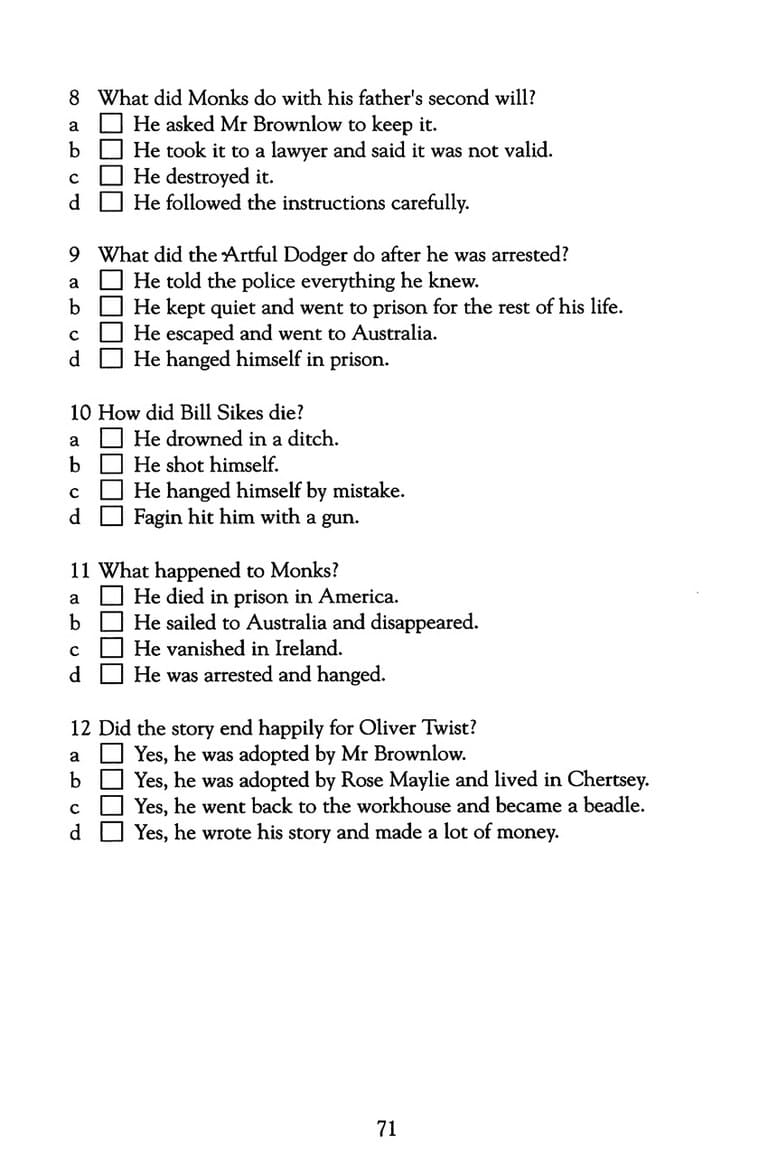 8 What did Monks do with his father's second will?
a He asked Mr Brownlow to keep it.
b He took it to a lawyer and said it was not valid.
c He destroyed it.
d He followed the instructions carefully.
9 What did the Artful Dodger do after he was arrested?
a He told the police everything he knew.
b He kept quiet and went to prison for the rest of his life.
c He escaped and went to Australia.
d He hanged himself in prison.
10 How did Bill Sikes die?
a He drowned in a ditch.
b He shot himself.
c He hanged himself by mistake.
d Fagin hit him with a gun.
11 What happened to Monks?
a He died in prison in America.
b He sailed to Australia and disappeared.
c He vanished in Ireland.
d He was arrested and hanged.
12 Did the story end happily for Oliver Twist?
a Yes, he was adopted by Mr Brownlow.
b Yes, he was adopted by Rose Maylie and lived in Chertsey.
c Yes, he went back to the workhouse and became a beadle.
d Yes, he wrote his story and made a lot of money.
71